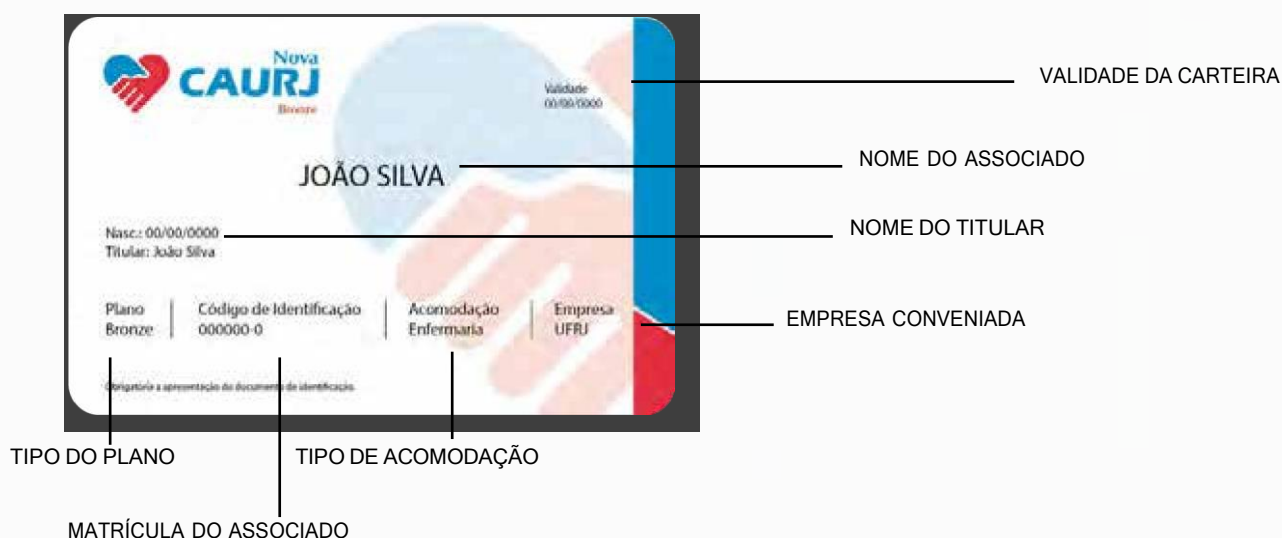 Nova
CAURJ
Bronze
Validade
00/00/0000
VALIDADE DA CARTEIRA
JOÃO SILVA
NOME DO ASSOCIADO
Nasc.: 00/00/0000
Titular: João Silva
NOME DO TITULAR
Plano
Bronze
Código de Identificação
000000-0
Acomodação
Enfermaria
Empresa
UFRJ
EMPRESA CONVENIADA
Obrigatória a apresentação do documento de identificação.
TIPO DO PLANO
TIPO DE ACOMODAÇÃO
MATRÍCULA DO ASSOCIADO